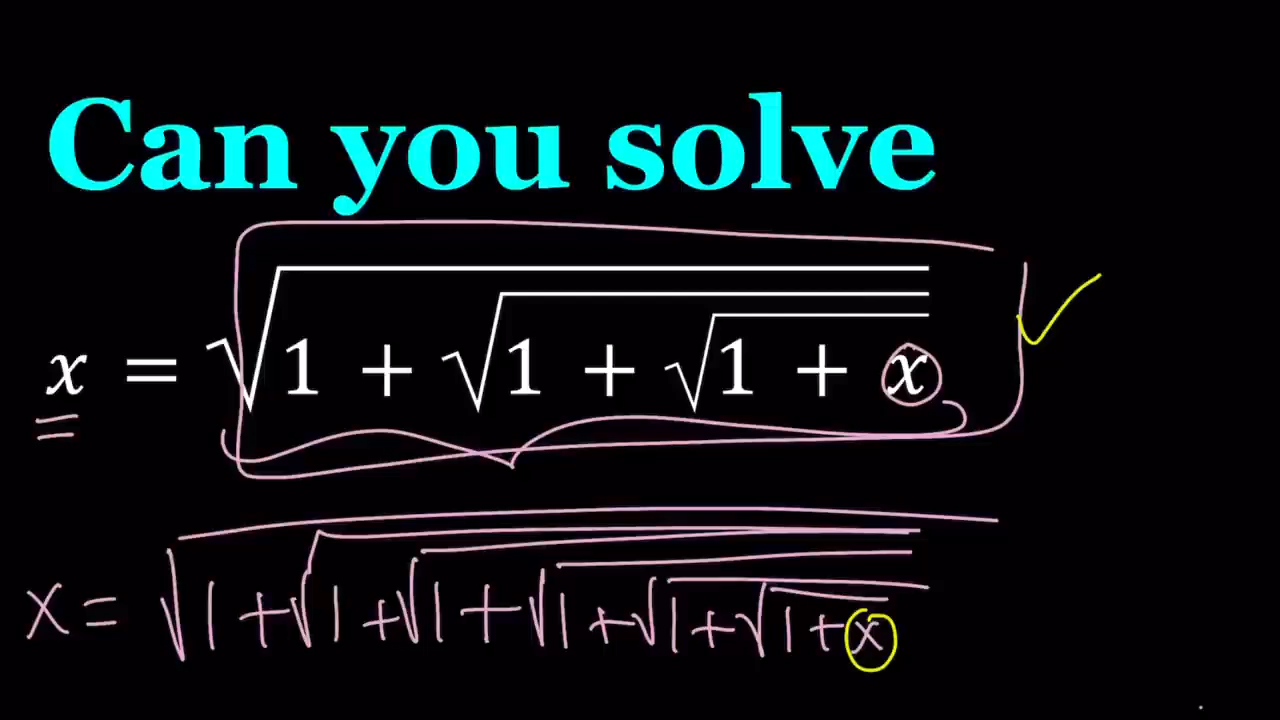 Can you solve
x = √(1 + √(1 + √(1 + x)))
x = √(1+√(1+√(1+√(1+√(1+√(1+x))))))